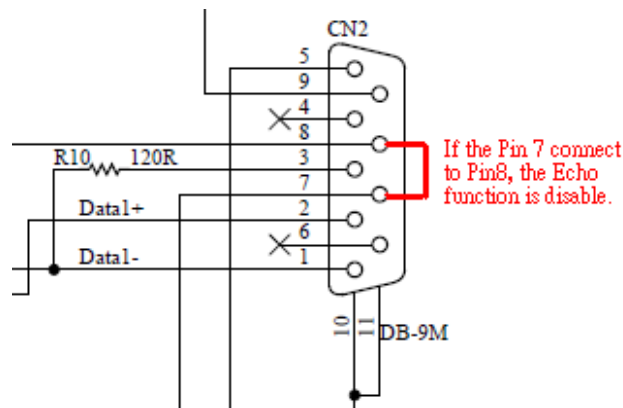 CN2
5
9
4
8
R10 120R 3
7
Data1+ 2
6
Data1- 1
If the Pin 7 connect
to Pin8, the Echo
function is disable.
10
11
DB-9M